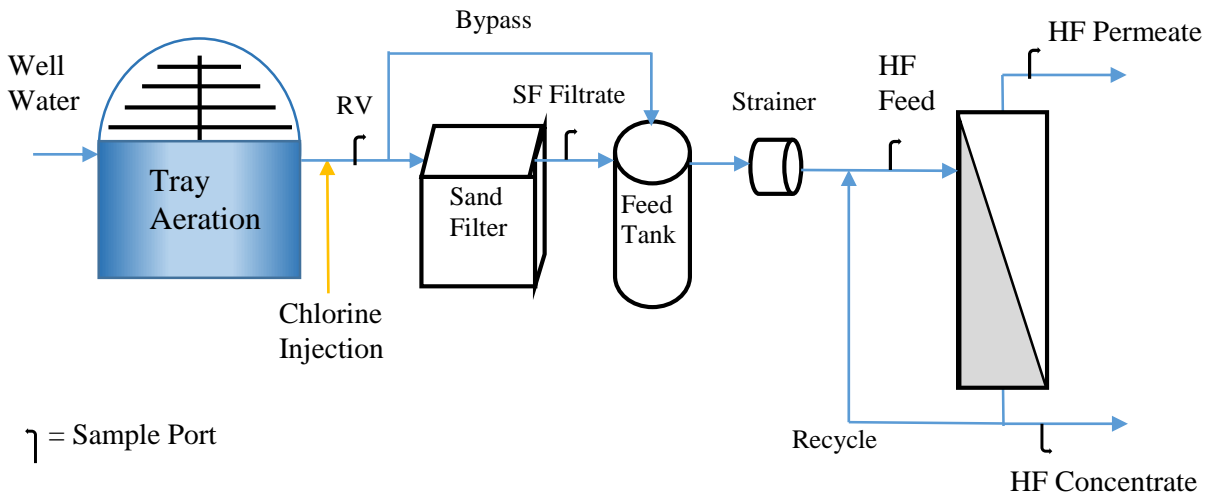 Well
Water
Tray
Aeration
Chlorine
Injection
RV
Bypass
Sand
Filter
SF Filtrate
Feed
Tank
Strainer
HF
Feed
Recycle
HF Permeate
HF Concentrate
= Sample Port